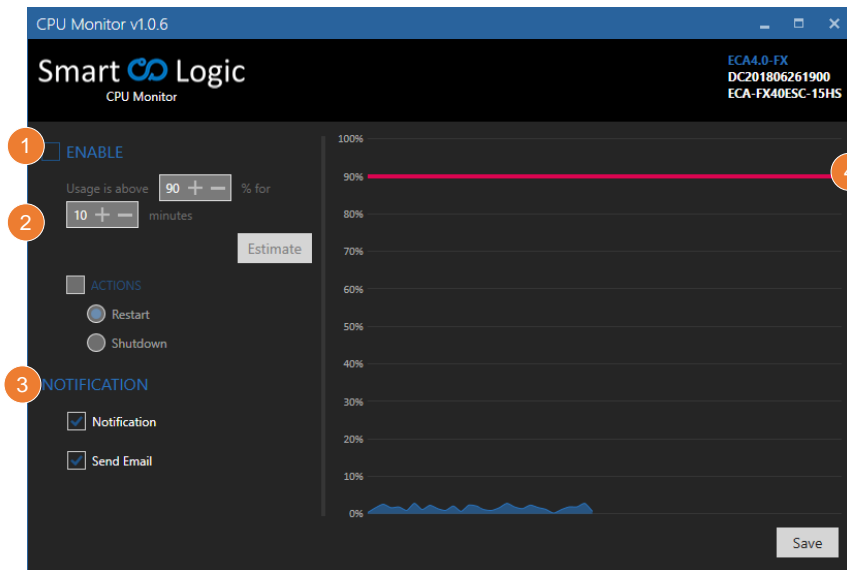 CPU Monitor v1.0.6
Smart Logic
CPU Monitor
ECA4.0-FX
DC201806261900
ECA-FX40ESC-15HS
1
ENABLE
Usage is above 90 % for
2
10 minutes
Estimate
ACTIONS
Restart
Shutdown
3
NOTIFICATION
Notification
Send Email
100%
90%
4
80%
70%
60%
50%
40%
30%
20%
10%
0%
Save